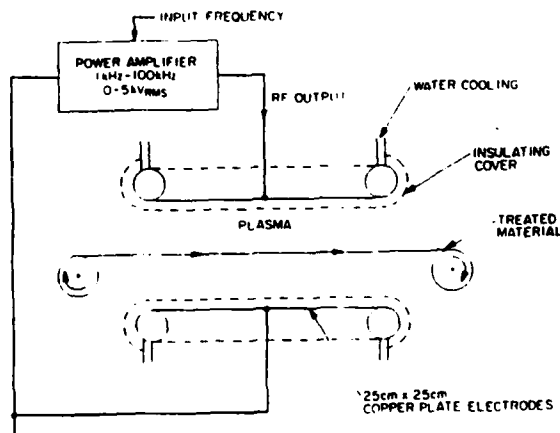 INPUT FREQUENCY
POWER AMPLIFIER
1kHz-100kHz
0-5kVRMS
RF OUTPUT
WATER COOLING
INSULATING
COVER
PLASMA
TREATED
MATERIAL
25cm x 25cm
COPPER PLATE ELECTRODES